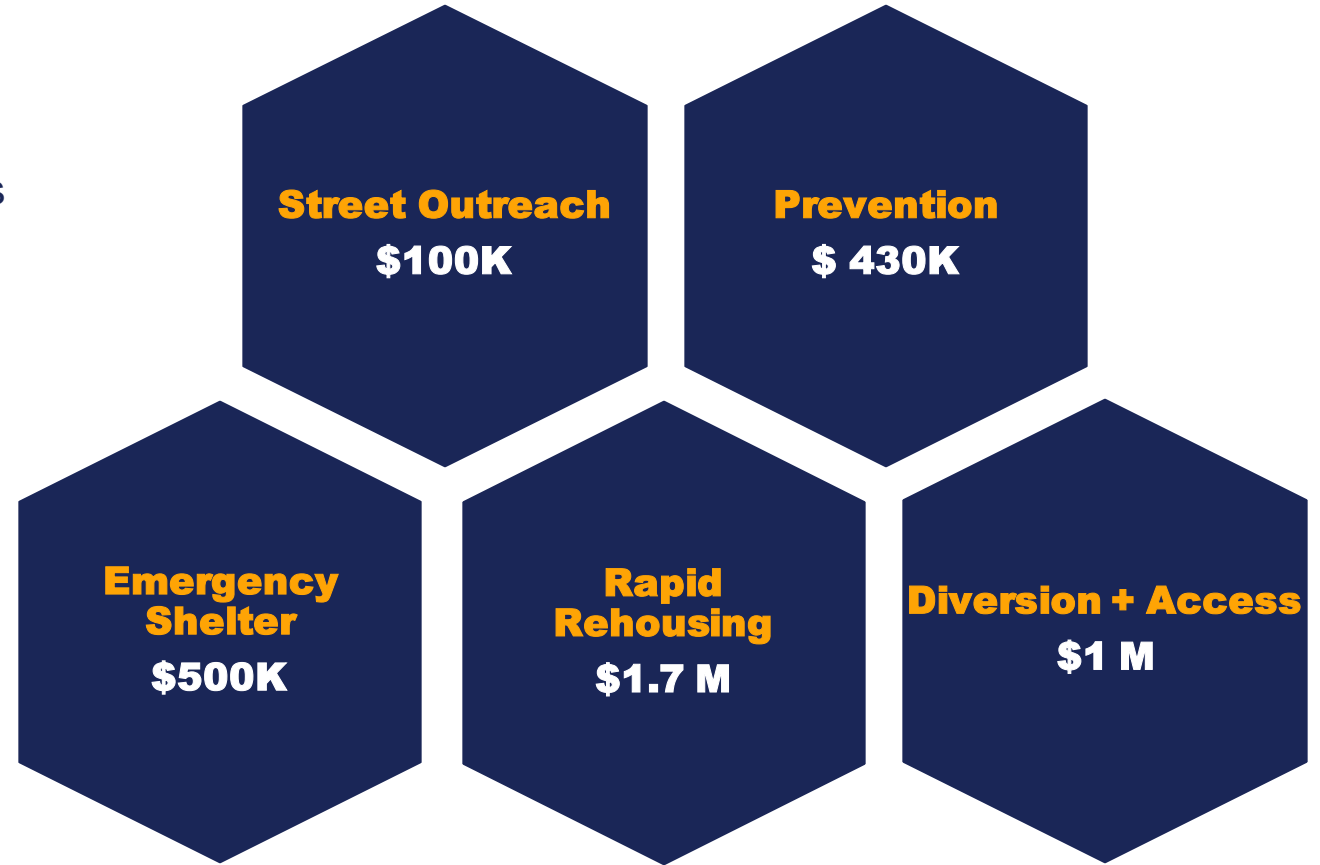 s
Street Outreach
$100K
Prevention
$ 430K
Emergency
Shelter
$500K
Rapid
Rehousing
$1.7 M
Diversion + Access
$1 M